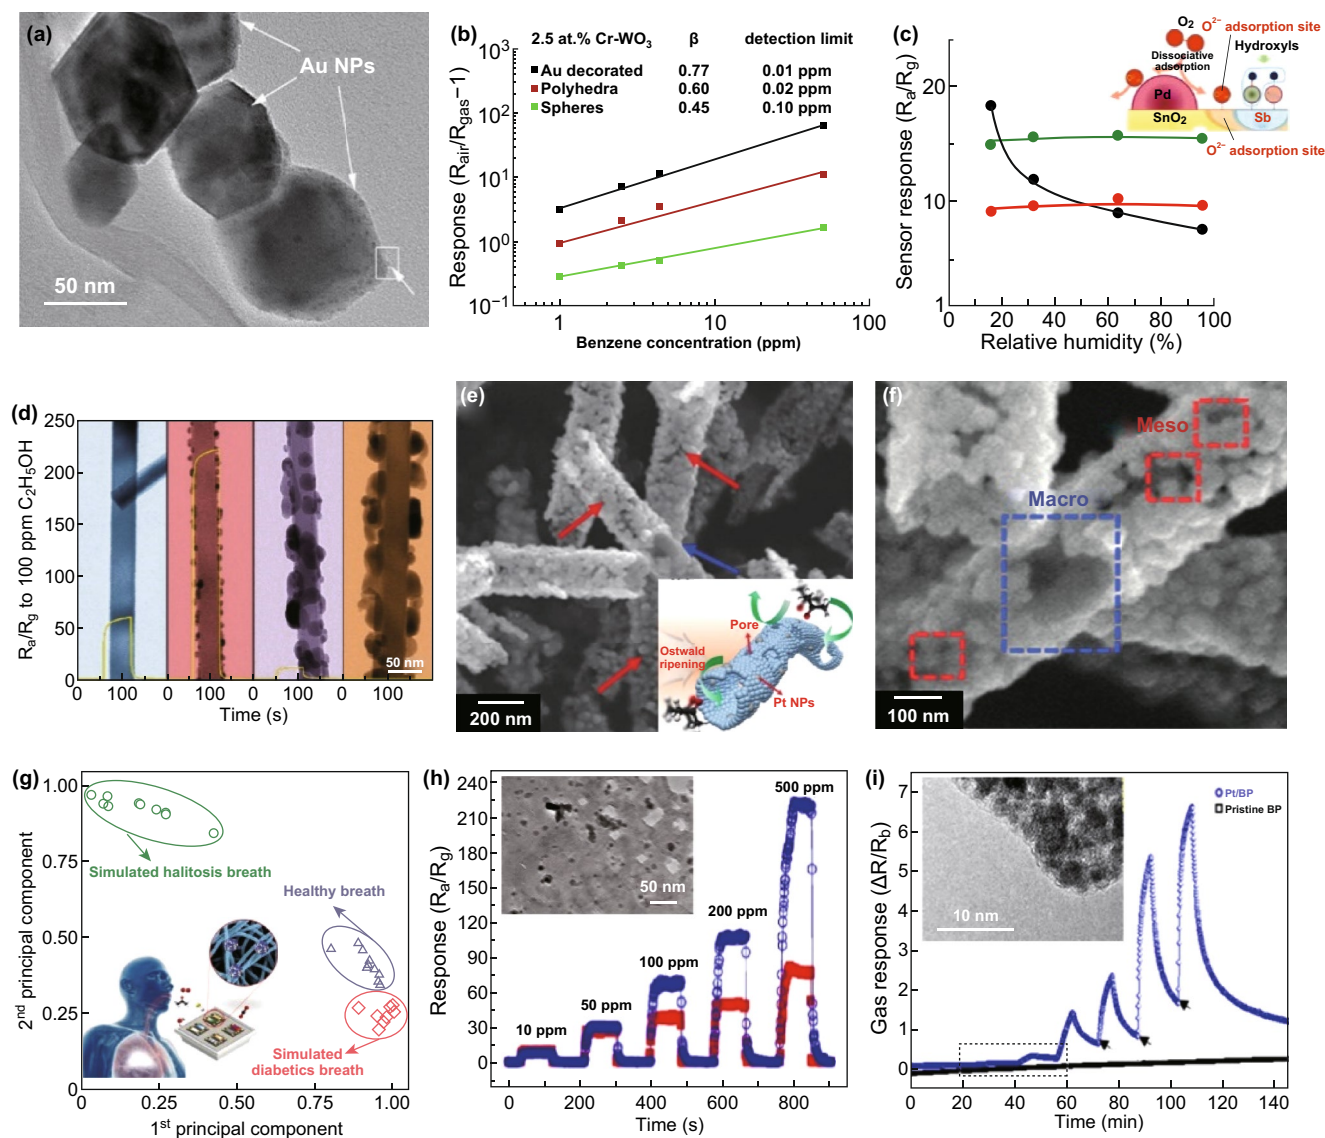 (a)
Au NPs
50 nm
(b)
2.5 at.% Cr-WO₃ β detection limit
Au decorated 0.77 0.01 ppm
Polyhedra 0.60 0.02 ppm
Spheres 0.45 0.10 ppm
Response (Rair/Rgas−1)
10³
10²
10¹
10⁰
10⁻¹
1 10 100
Benzene concentration (ppm)
(c)
O₂
O²⁻ adsorption site
Dissociative
adsorption
Hydroxyls
Pd
SnO₂
Sb
O²⁻ adsorption site
Sensor response (Ra/Rg)
20
10
1
0 20 40 60 80 100
Relative humidity (%)
(d)
Ra/Rg to 100 ppm C₂H₅OH
250
200
150
100
50
0
50 nm
100 0 100 0 100 0 100
Time (s)
(e)
Pore
Ostwald
ripening
Pt NPs
200 nm
(f)
Meso
Macro
100 nm
(g)
2nd principal component
1.00
0.75
0.50
0.25
0
Simulated halitosis breath
Healthy breath
Simulated
diabetics breath
0 0.25 0.50 0.75 1.00
1st principal component
(h)
Response (Ra/Rg)
240
210
180
150
120
90
60
30
0
50 nm
10 ppm
50 ppm
100 ppm
200 ppm
500 ppm
0 200 400 600 800
Time (s)
(i)
Gas response (ΔR/Rb)
7
6
5
4
3
2
1
0
10 nm
Pt/BP
Pristine BP
0 20 40 60 80 100 120 140
Time (min)